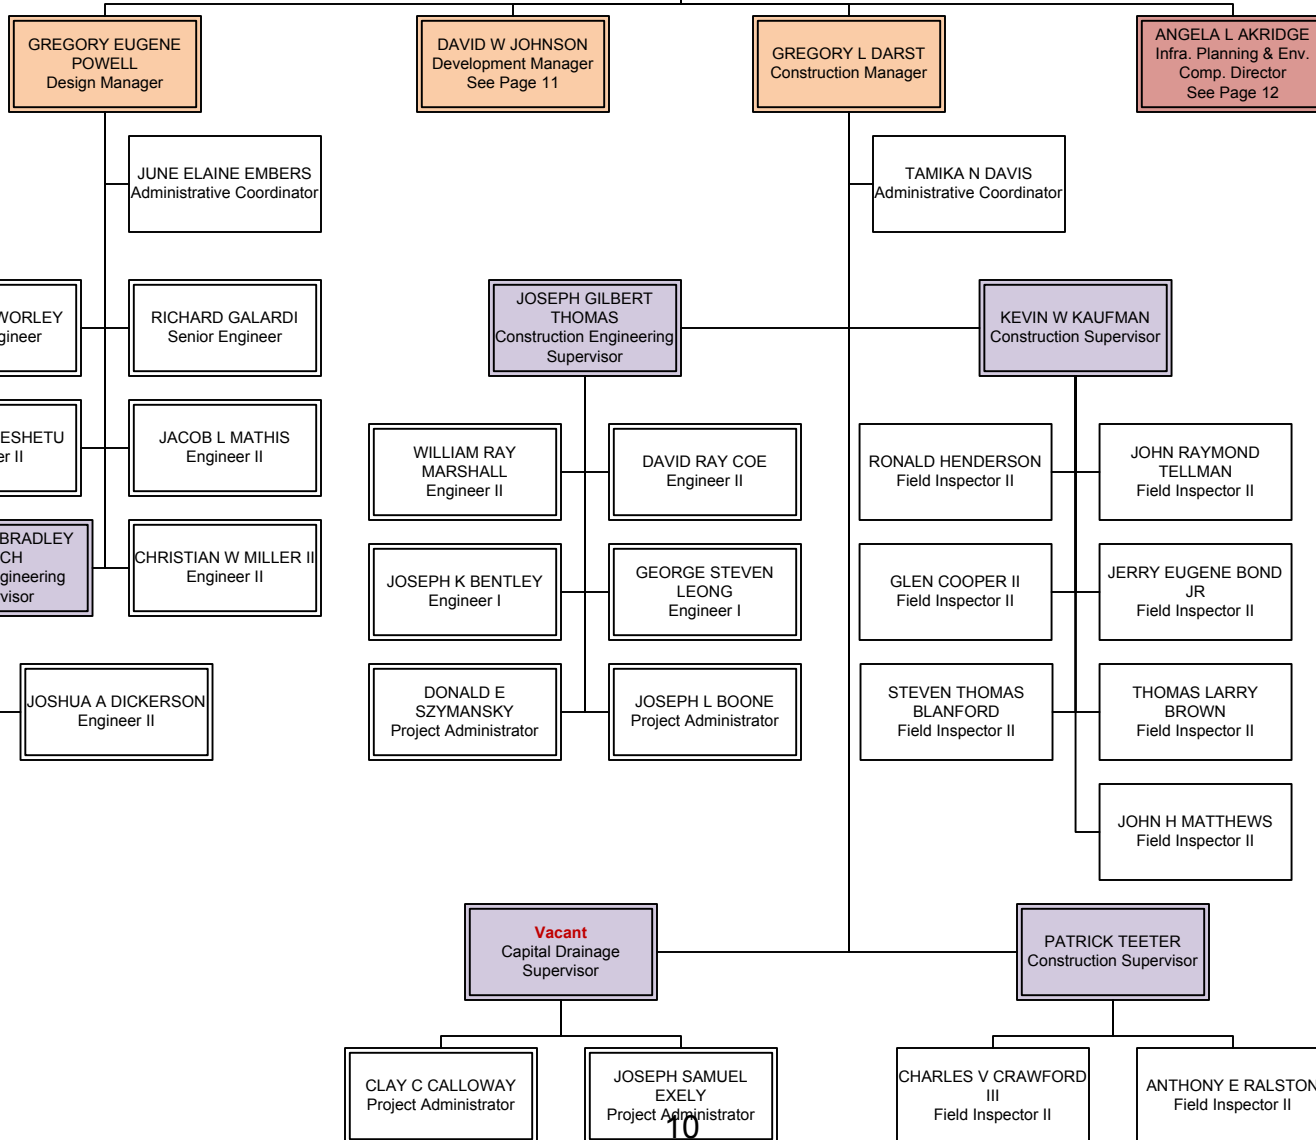 GREGORY EUGENE
POWELL
Design Manager
DAVID W JOHNSON
Development Manager
See Page 11
GREGORY L DARST
Construction Manager
ANGELA L AKRIDGE
Infra. Planning & Env.
Comp. Director
See Page 12
JUNE ELAINE EMBERS
Administrative Coordinator
TAMIKA N DAVIS
Administrative Coordinator
WORLEY
RICHARD GALARDI
Senior Engineer
JOSEPH GILBERT
THOMAS
Construction Engineering
Supervisor
KEVIN W KAUFMAN
Construction Supervisor
ESHETU
er II
JACOB L MATHIS
Engineer II
WILLIAM RAY
MARSHALL
Engineer II
DAVID RAY COE
Engineer II
RONALD HENDERSON
Field Inspector II
JOHN RAYMOND
TELLMAN
Field Inspector II
BRADLEY
CH
gineering
visor
CHRISTIAN W MILLER II
Engineer II
JOSEPH K BENTLEY
Engineer I
GEORGE STEVEN
LEONG
Engineer I
GLEN COOPER II
Field Inspector II
JERRY EUGENE BOND
JR
Field Inspector II
JOSHUA A DICKERSON
Engineer II
DONALD E
SZYMANSKY
Project Administrator
JOSEPH L BOONE
Project Administrator
STEVEN THOMAS
BLANFORD
Field Inspector II
THOMAS LARRY
BROWN
Field Inspector II
JOHN H MATTHEWS
Field Inspector II
Vacant
Capital Drainage
Supervisor
PATRICK TEETER
Construction Supervisor
CLAY C CALLOWAY
Project Administrator
JOSEPH SAMUEL
EXELY
Project Administrator
CHARLES V CRAWFORD
III
Field Inspector II
ANTHONY E RALSTON
Field Inspector II
10